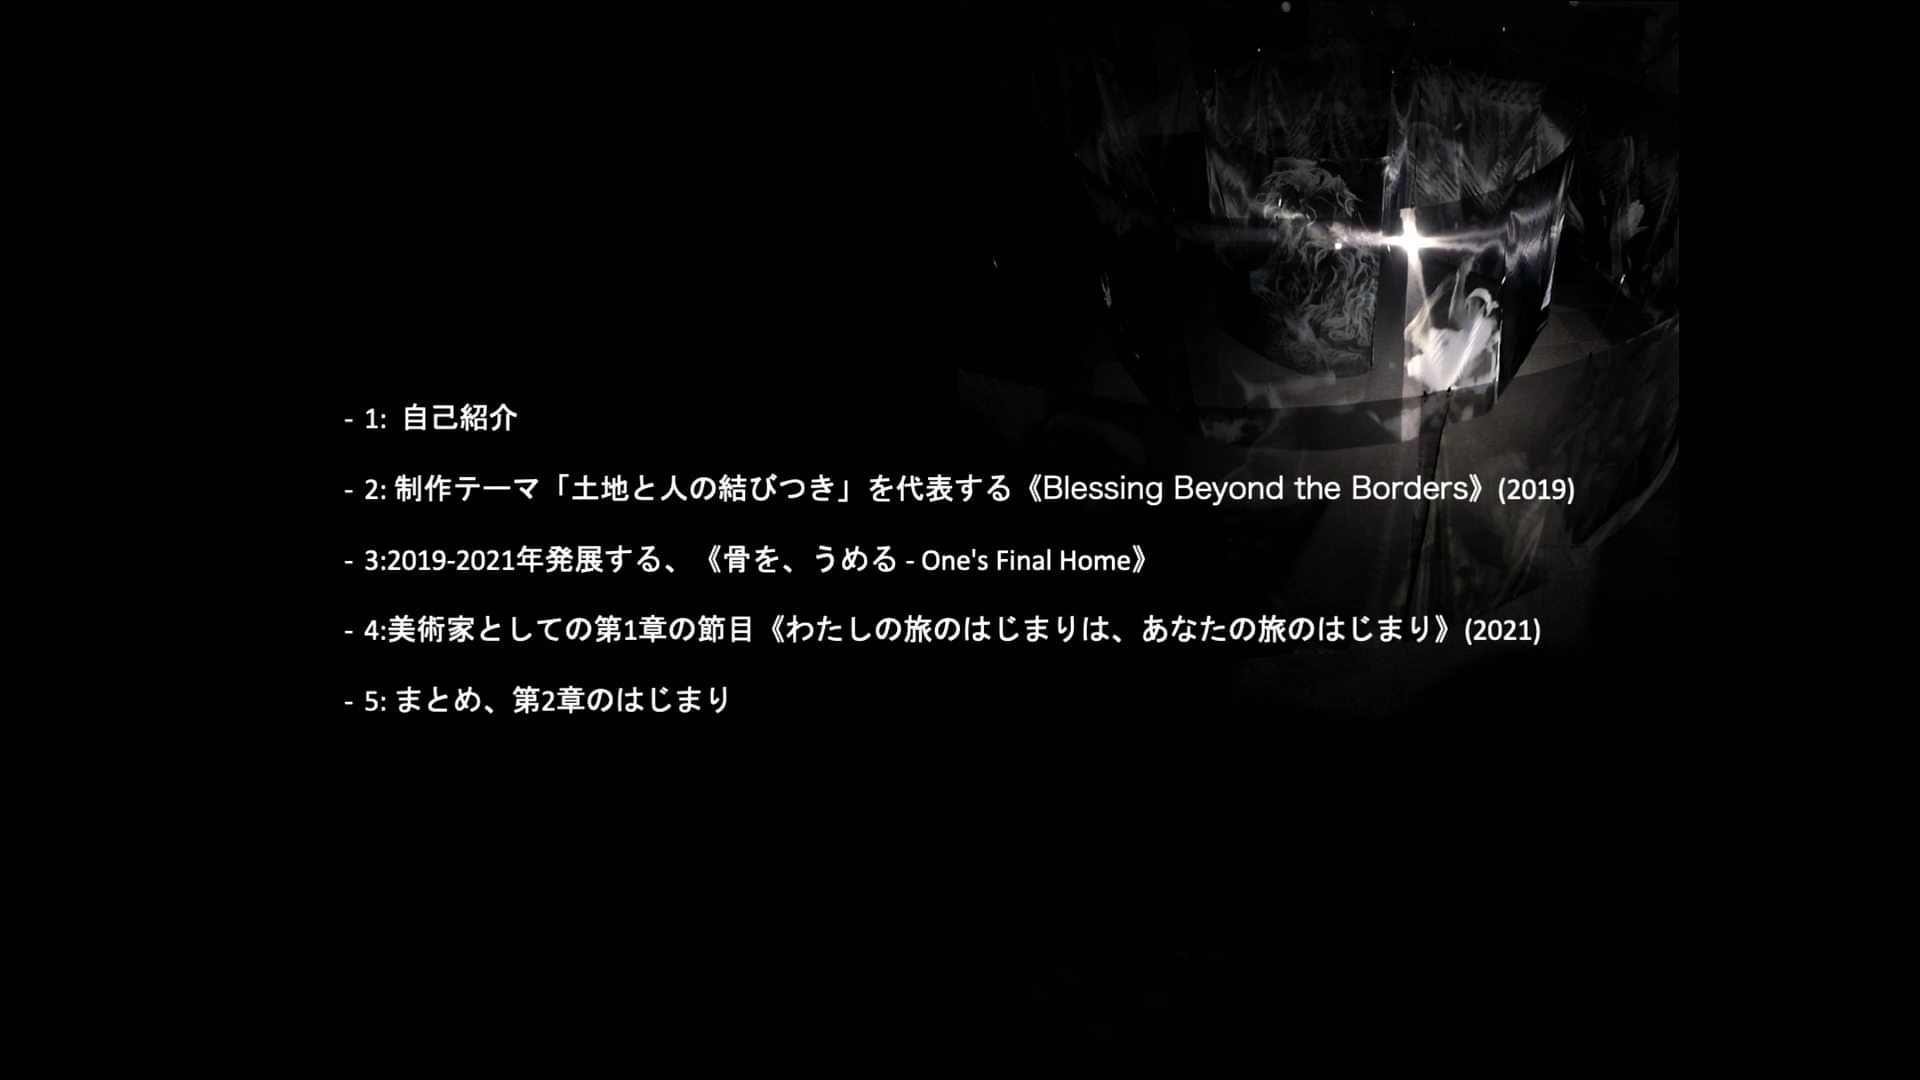 - 1: 自己紹介
- 2: 制作テーマ「土地と人の結びつき」を代表する《Blessing Beyond the Borders》(2019)
- 3:2019-2021年発展する、《骨を、うめる - One's Final Home》
- 4:美術家としての第1章の節目《わたしの旅のはじまりは、あなたの旅のはじまり》(2021)
- 5: まとめ、第2章のはじまり